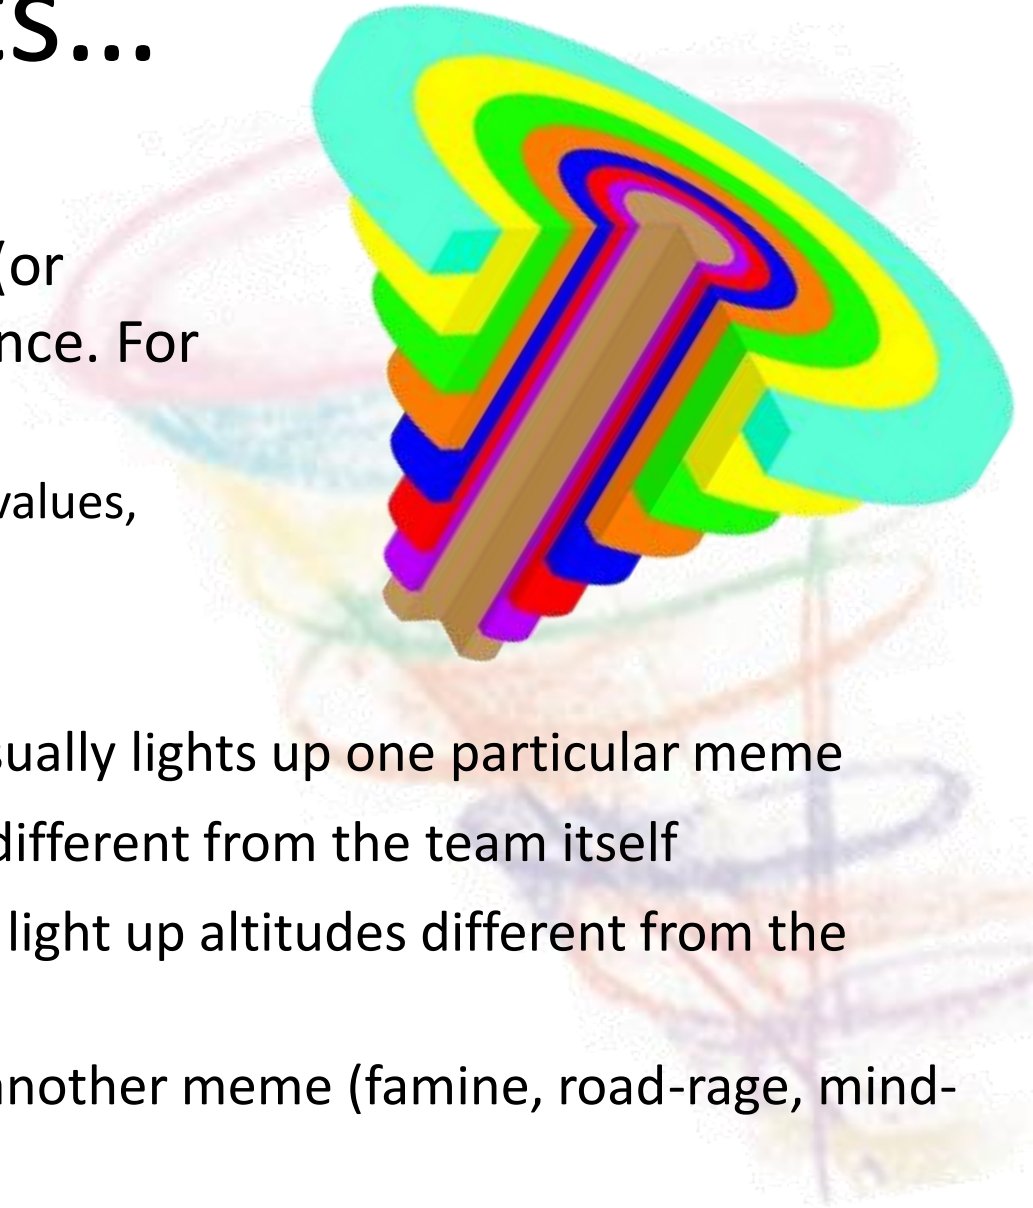 ts...
(or
nce. For
values,
sually lights up one particular meme
different from the team itself
light up altitudes different from the
another meme (famine, road-rage, mind-